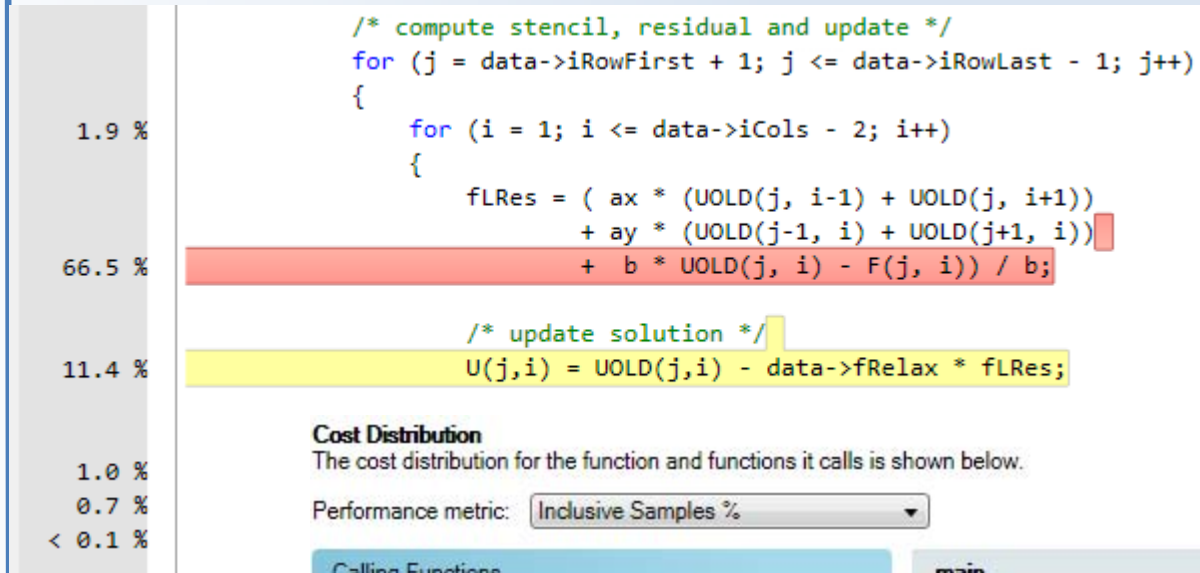 /* compute stencil, residual and update */
for (j = data->iRowFirst + 1; j <= data->iRowLast - 1; j++)
{
1.9 % for (i = 1; i <= data->iCols - 2; i++)
{
fLRes = ( ax * (UOLD(j, i-1) + UOLD(j, i+1))
+ ay * (UOLD(j-1, i) + UOLD(j+1, i))
66.5 % + b * UOLD(j, i) - F(j, i)) / b;
/* update solution */
11.4 % U(j,i) = UOLD(j,i) - data->fRelax * fLRes;
Cost Distribution
1.0 % The cost distribution for the function and functions it calls is shown below.
0.7 % Performance metric: Inclusive Samples %
< 0.1 %
Calling Functions main